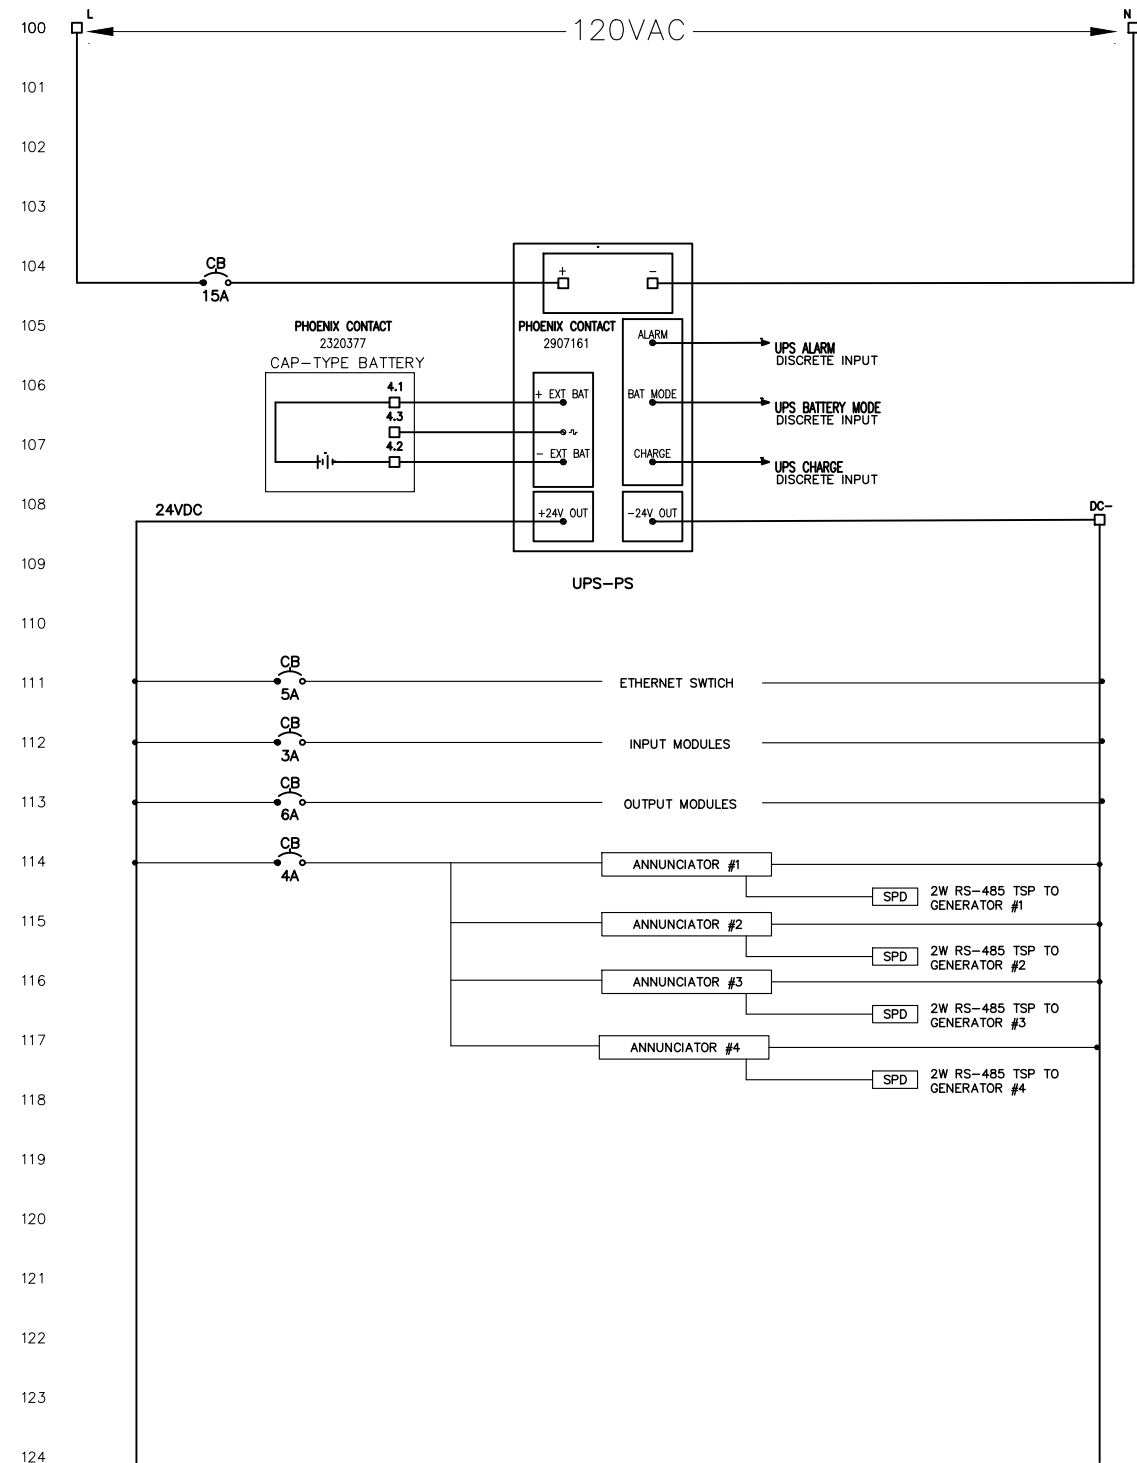 L
N
100
120VAC
101
102
103
104
CB
15A
+
-
105
PHOENIX CONTACT
2320377
CAP-TYPE BATTERY
PHOENIX CONTACT
2907161
ALARM
UPS ALARM
DISCRETE INPUT
106
4.1
+ EXT BAT
BAT MODE
UPS BATTERY MODE
DISCRETE INPUT
4.3
107
4.2
- EXT BAT
CHARGE
UPS CHARGE
DISCRETE INPUT
108
24VDC
+24V OUT
-24V OUT
DC-
109
UPS-PS
110
111
CB
5A
ETHERNET SWTICH
112
CB
3A
INPUT MODULES
113
CB
6A
OUTPUT MODULES
114
CB
4A
ANNUNCIATOR #1
SPD
2W RS-485 TSP TO
GENERATOR #1
115
ANNUNCIATOR #2
SPD
2W RS-485 TSP TO
GENERATOR #2
116
ANNUNCIATOR #3
SPD
2W RS-485 TSP TO
GENERATOR #3
117
ANNUNCIATOR #4
SPD
2W RS-485 TSP TO
GENERATOR #4
118
119
120
121
122
123
124